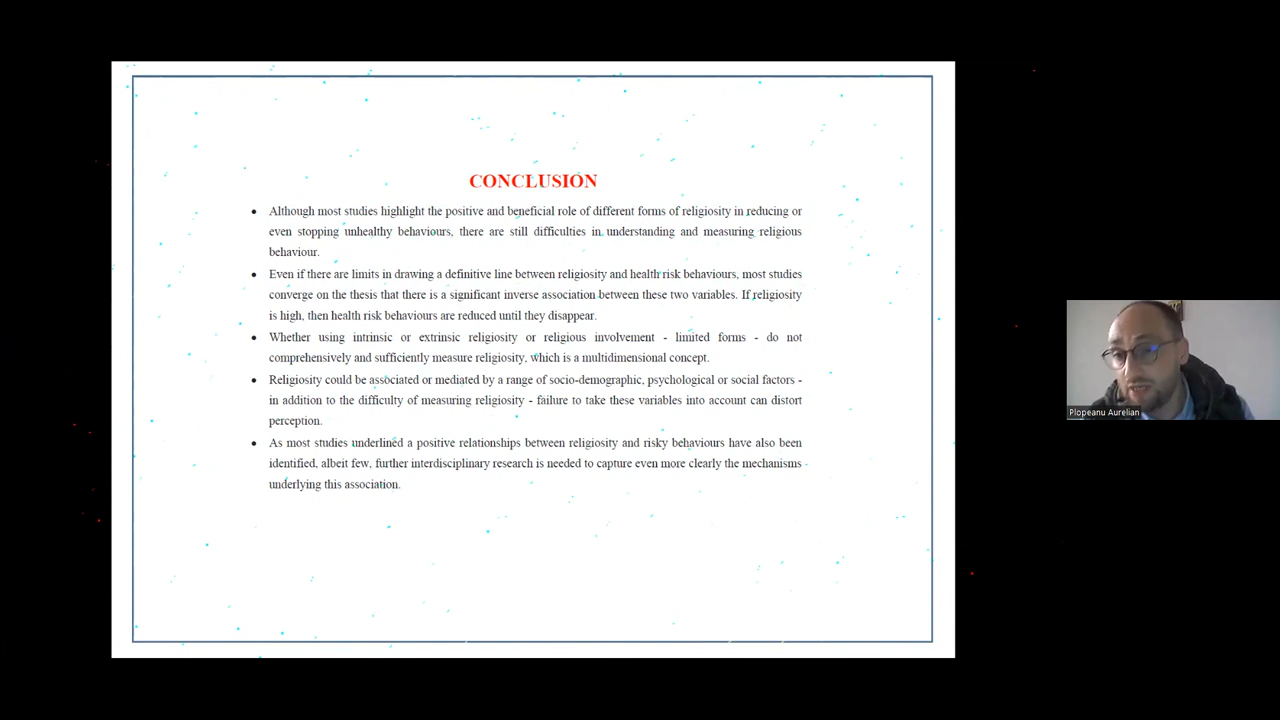 CONCLUSION
• Although most studies highlight the positive and beneficial role of different forms of religiosity in reducing or
even stopping unhealthy behaviours, there are still difficulties in understanding and measuring religious
behaviour.
• Even if there are limits in drawing a definitive line between religiosity and health risk behaviours, most studies
converge on the thesis that there is a significant inverse association between these two variables. If religiosity
is high, then health risk behaviours are reduced until they disappear.
• Whether using intrinsic or extrinsic religiosity or religious involvement - limited forms - do not
comprehensively and sufficiently measure religiosity, which is a multidimensional concept.
• Religiosity could be associated or mediated by a range of socio-demographic, psychological or social factors -
in addition to the difficulty of measuring religiosity - failure to take these variables into account can distort
perception.
• As most studies underlined a positive relationships between religiosity and risky behaviours have also been
identified, albeit few, further interdisciplinary research is needed to capture even more clearly the mechanisms
underlying this association.
Plopeanu Aurelian